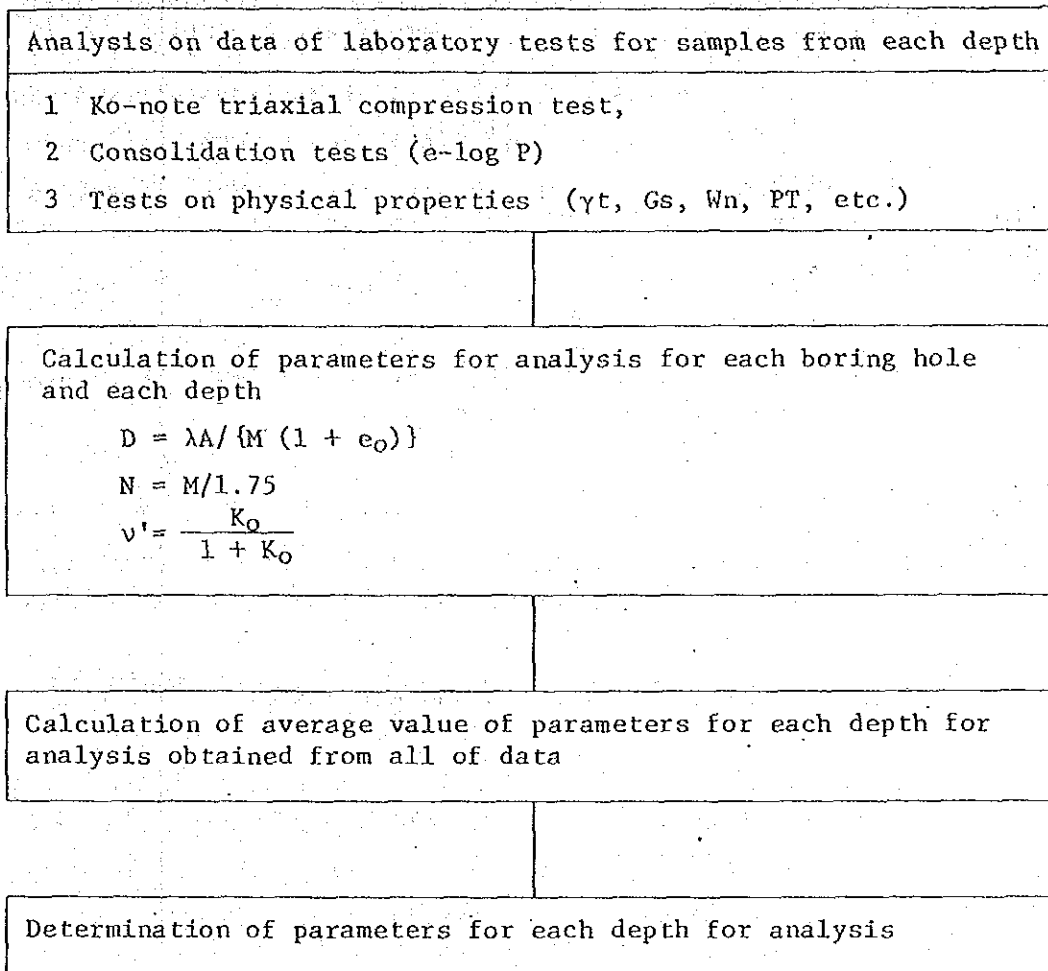 Analysis on data of laboratory tests for samples from each depth
1 Ko-note triaxial compression test,
2 Consolidation tests (e-log P)
3 Tests on physical properties (γt, Gs, Wn, PT, etc.)
Calculation of parameters for analysis for each boring hole
and each depth
D = λA/{M (1 + eo)}
N = M/1.75
ν' = Ko / (1 + Ko)
Calculation of average value of parameters for each depth for
analysis obtained from all of data
Determination of parameters for each depth for analysis